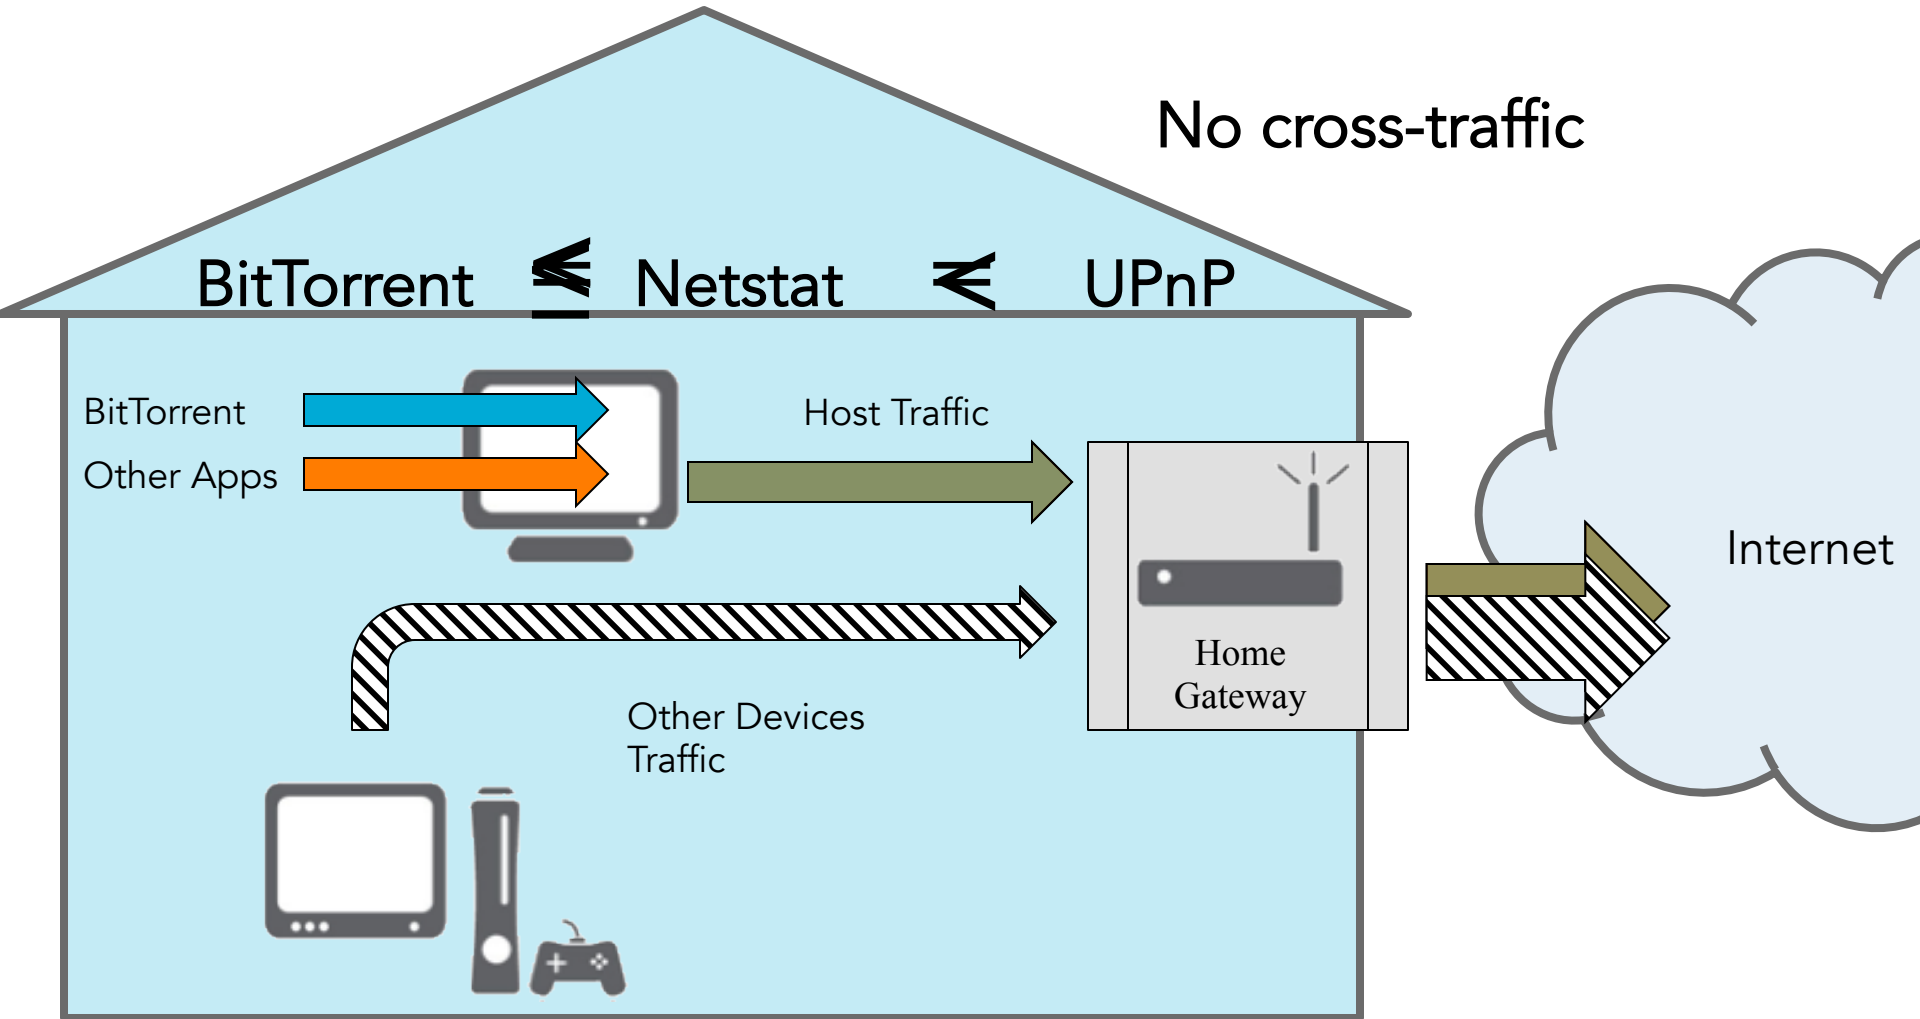 No cross-traffic
BitTorrent Netstat UPnP
BitTorrent
Host Traffic
Other Apps
Internet
Home
Gateway
Other Devices
Traffic